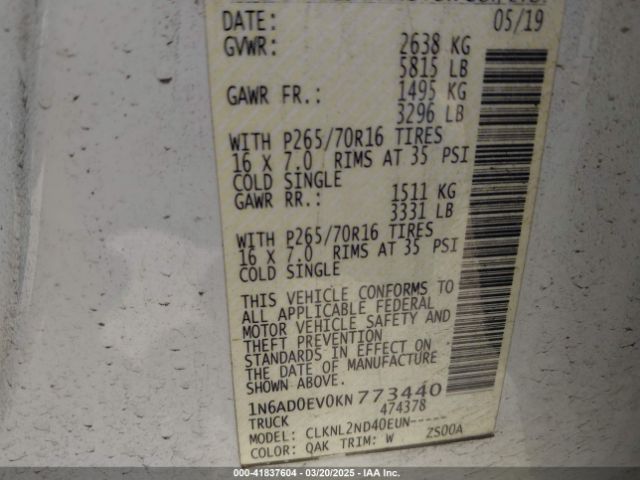 DATE: 05/19
GVWR: 2638 KG
5815 LB
GAWR FR.: 1495 KG
3296 LB
WITH P265/70R16 TIRES
16 X 7.0 RIMS AT 35 PSI
COLD SINGLE
GAWR RR.: 1511 KG
3331 LB
WITH P265/70R16 TIRES
16 X 7.0 RIMS AT 35 PSI
COLD SINGLE
THIS VEHICLE CONFORMS TO
ALL APPLICABLE FEDERAL
MOTOR VEHICLE SAFETY AND
THEFT PREVENTION
STANDARDS IN EFFECT ON
THE DATE OF MANUFACTURE
SHOWN ABOVE.
1N6AD0EV0KN773440
TRUCK 474378
MODEL: CLKNL2ND40EUN-----
COLOR: QAK TRIM: W ZS00A
© IAAI 40-41837604 — 03/20/2025 — IAAI.COM